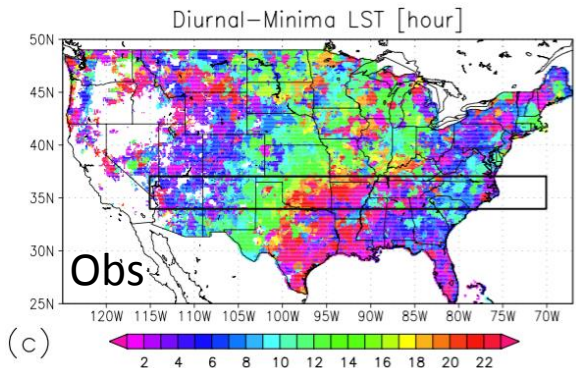 Diurnal-Minima LST [hour]
50N
45N
40N
35N
30N
25N
Obs
120W 115W 110W 105W 100W 95W 90W 85W 80W 75W 70W
(c)
2 4 6 8 10 12 14 16 18 20 22